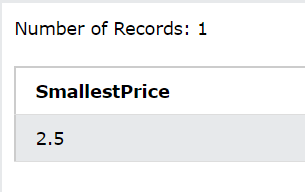 Number of Records: 1
SmallestPrice
2.5